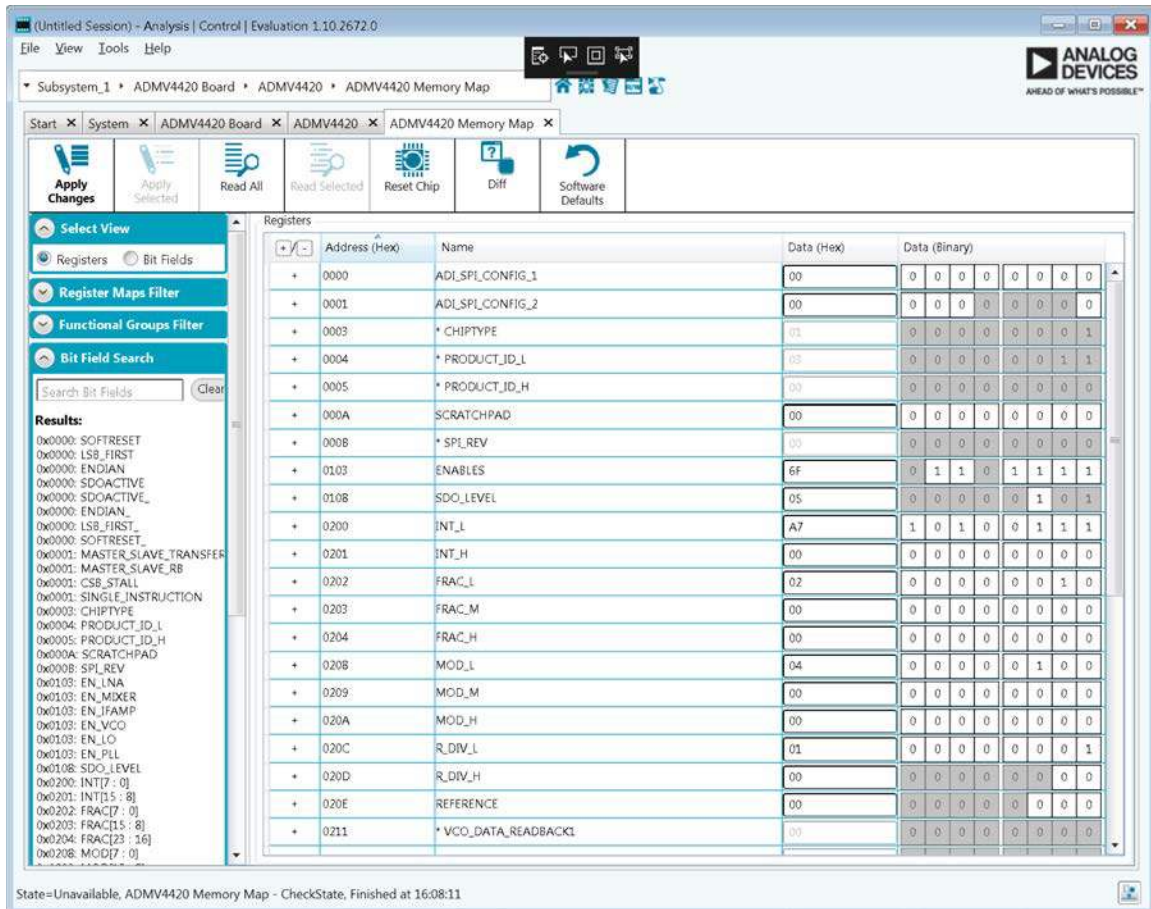 (Untitled Session) - Analysis | Control | Evaluation 1.10.2672.0
File View Tools Help
ANALOG
DEVICES
AHEAD OF WHAT'S POSSIBLE™
Subsystem_1 ADMV4420 Board ADMV4420 ADMV4420 Memory Map
Start System ADMV4420 Board ADMV4420 ADMV4420 Memory Map
Apply Changes
Apply Selected
Read All
Read Selected
Reset Chip
Diff
Software Defaults
Select View
Registers Bit Fields
Register Maps Filter
Functional Groups Filter
Bit Field Search
Search Bit Fields Clear
Results:
0x0000: SOFTRESET
0x0000: LSB_FIRST
0x0000: ENDIAN
0x0000: SDOACTIVE
0x0000: SDOACTIVE_
0x0000: ENDIAN_
0x0000: LSB_FIRST_
0x0000: SOFTRESET_
0x0001: MASTER_SLAVE_TRANSFER
0x0001: MASTER_SLAVE_RB
0x0001: CSB_STALL
0x0001: SINGLE_INSTRUCTION
0x0003: CHIPTYPE
0x0004: PRODUCT_ID_L
0x0005: PRODUCT_ID_H
0x000A: SCRATCHPAD
0x000B: SPI_REV
0x0103: EN_LNA
0x0103: EN_MIXER
0x0103: EN_IFAMP
0x0103: EN_VCO
0x0103: EN_LO
0x0103: EN_PLL
0x0108: SDO_LEVEL
0x0200: INT[7 : 0]
0x0201: INT[15 : 8]
0x0202: FRAC[7 : 0]
0x0203: FRAC[15 : 8]
0x0204: FRAC[23 : 16]
0x0208: MOD[7 : 0]
Registers
+/- Address (Hex) Name Data (Hex) Data (Binary)
+ 0000 ADI_SPI_CONFIG_1 00 0 0 0 0 0 0 0 0
+ 0001 ADI_SPI_CONFIG_2 00 0 0 0 0 0 0 0 0
+ 0003 * CHIPTYPE 01 0 0 0 0 0 0 0 1
+ 0004 * PRODUCT_ID_L 03 0 0 0 0 0 0 1 1
+ 0005 * PRODUCT_ID_H 00 0 0 0 0 0 0 0 0
+ 000A SCRATCHPAD 00 0 0 0 0 0 0 0 0
+ 000B * SPI_REV 00 0 0 0 0 0 0 0 0
+ 0103 ENABLES 6F 0 1 1 0 1 1 1 1
+ 0108 SDO_LEVEL 05 0 0 0 0 0 1 0 1
+ 0200 INT_L A7 1 0 1 0 0 1 1 1
+ 0201 INT_H 00 0 0 0 0 0 0 0 0
+ 0202 FRAC_L 02 0 0 0 0 0 0 1 0
+ 0203 FRAC_M 00 0 0 0 0 0 0 0 0
+ 0204 FRAC_H 00 0 0 0 0 0 0 0 0
+ 0208 MOD_L 04 0 0 0 0 0 1 0 0
+ 0209 MOD_M 00 0 0 0 0 0 0 0 0
+ 020A MOD_H 00 0 0 0 0 0 0 0 0
+ 020C R_DIV_L 01 0 0 0 0 0 0 0 1
+ 020D R_DIV_H 00 0 0 0 0 0 0 0 0
+ 020E REFERENCE 00 0 0 0 0 0 0 0 0
+ 0211 * VCO_DATA_READBACK1 00 0 0 0 0 0 0 0 0
State=Unavailable, ADMV4420 Memory Map - CheckState, Finished at 16:08:11